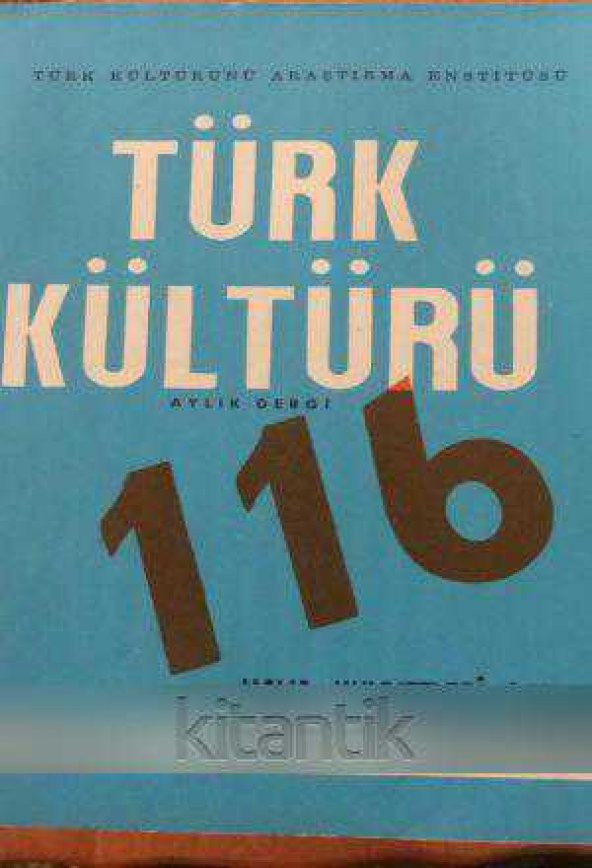 TÜRK KÜLTÜRÜNÜ ARAŞTIRMA ENSTİTÜSÜ
TÜRK
KÜLTÜRÜ
AYLIK DERGİ
116
kitantik